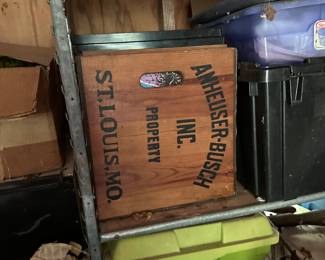 ANHEUSER-BUSCH
INC.
PROPERTY
ST. LOUIS. MO.